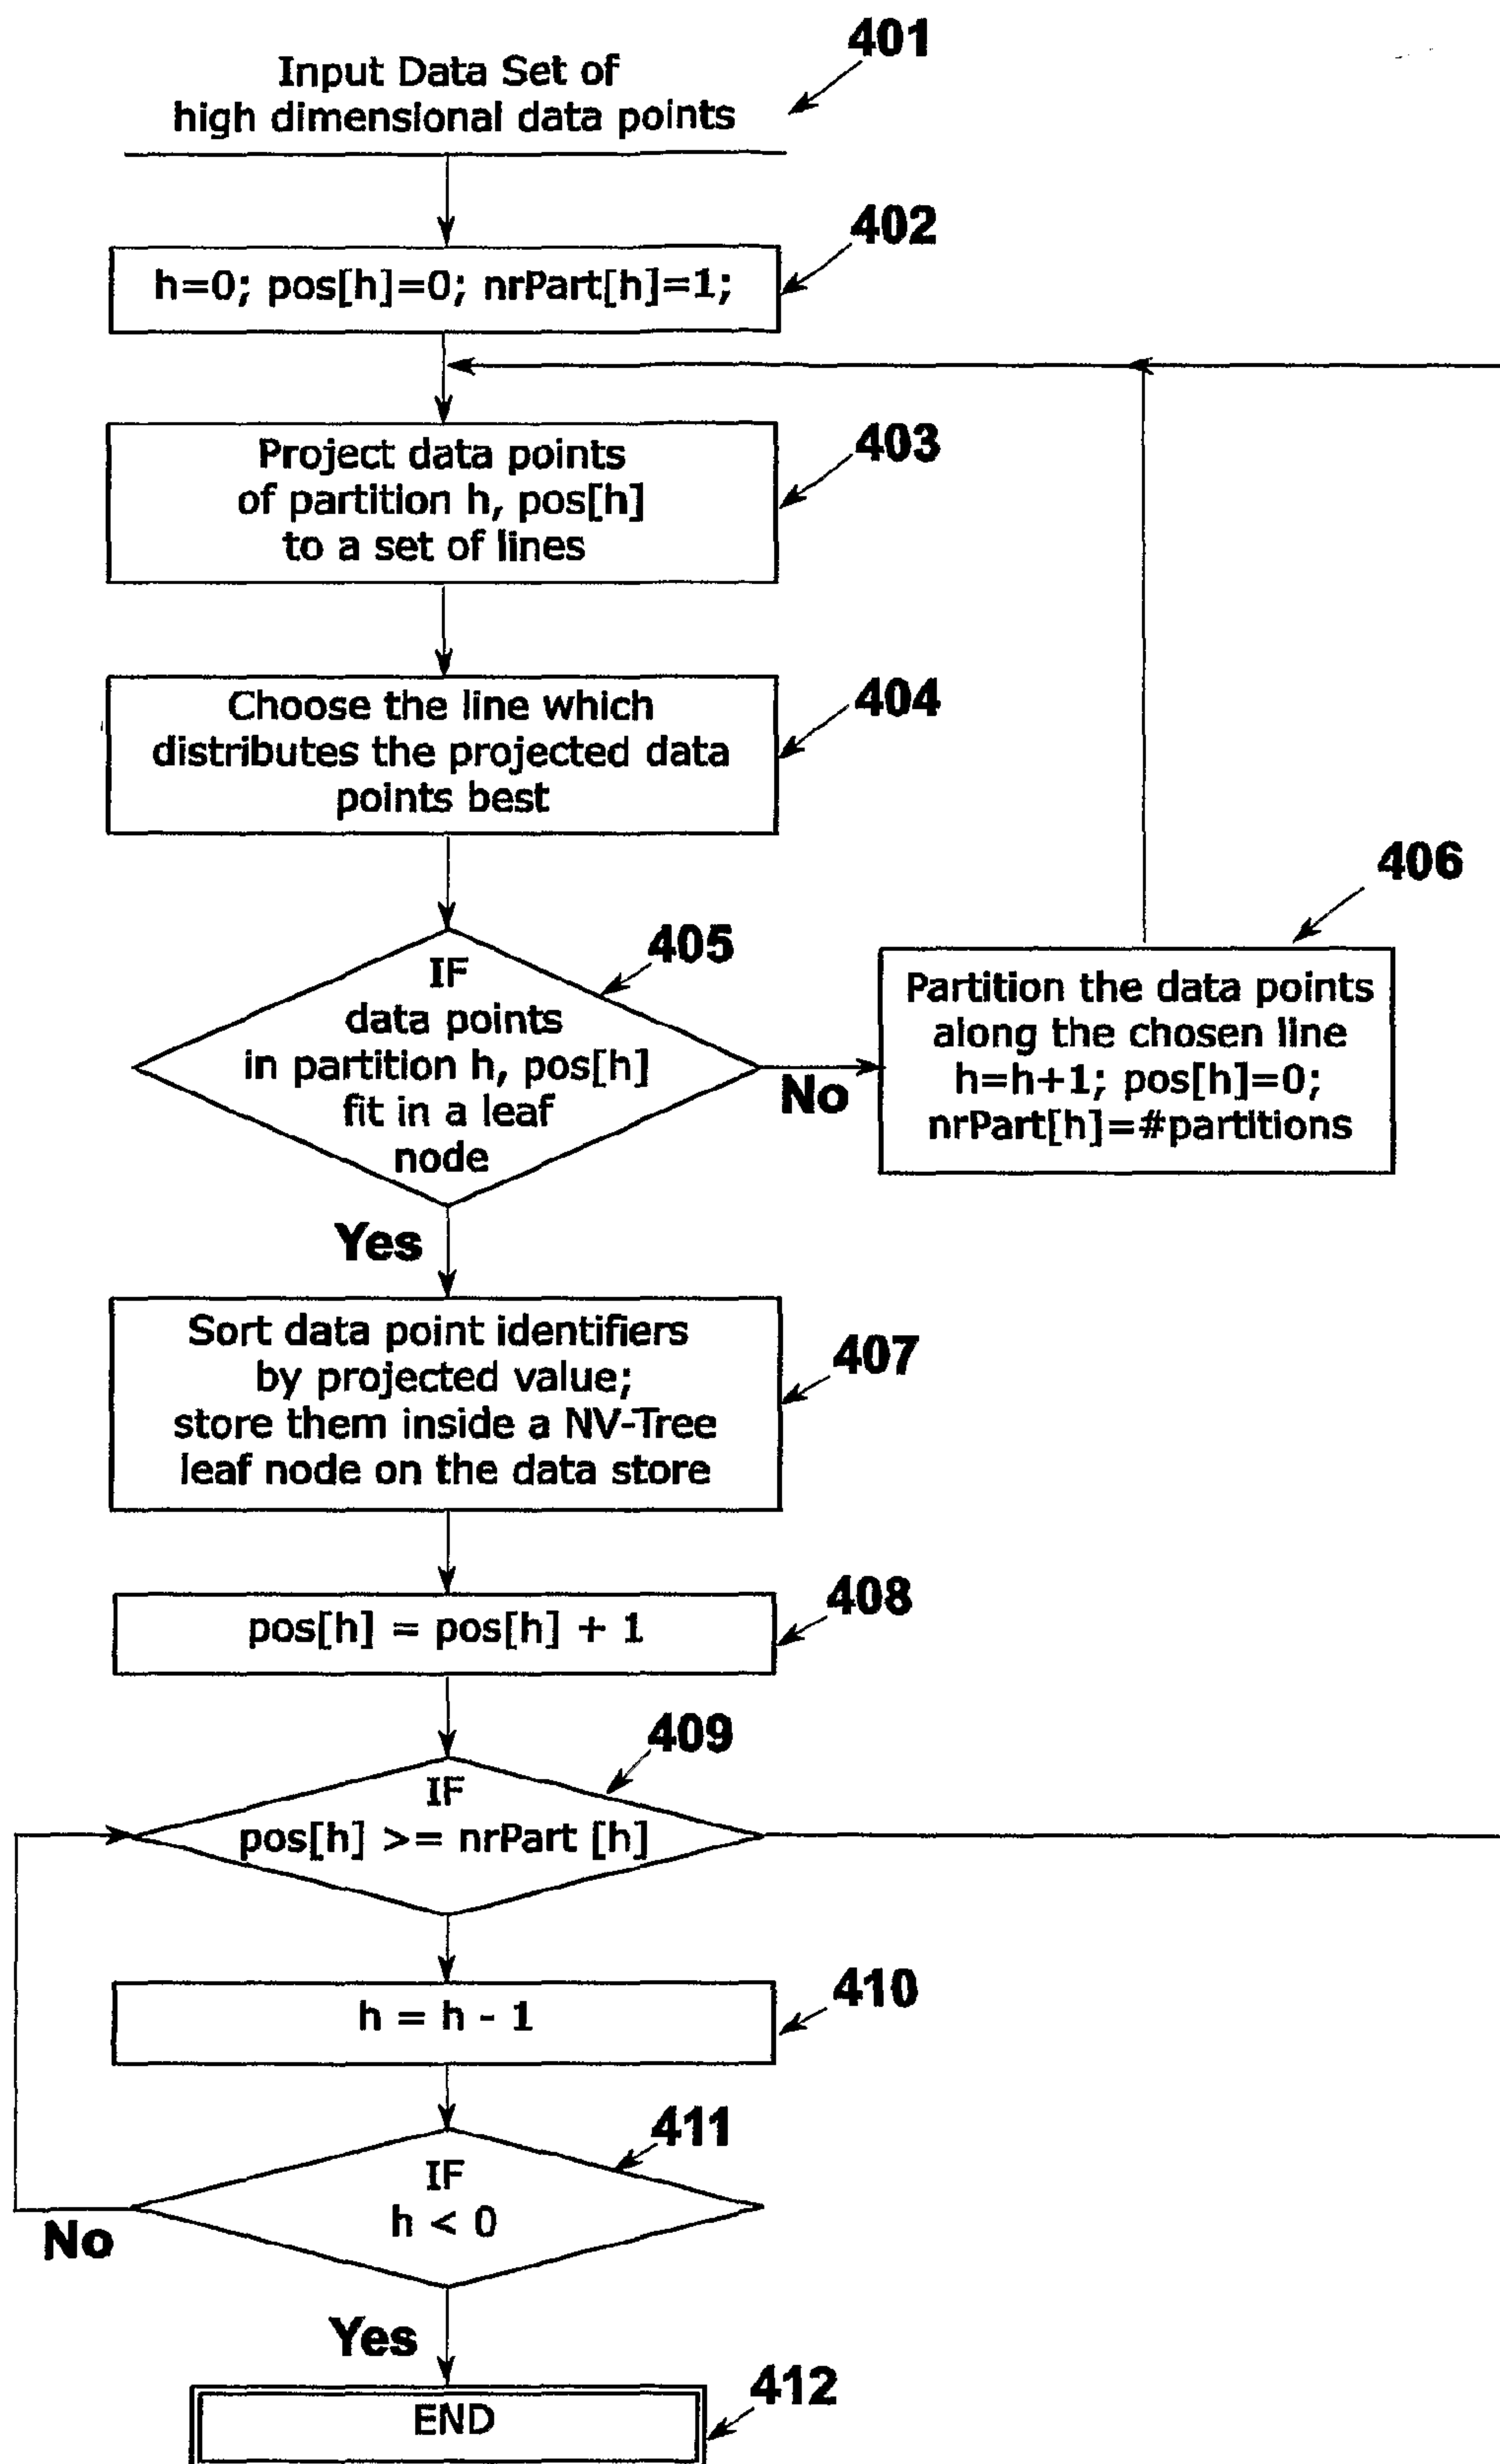 401
Input Data Set of
high dimensional data points
402
h=0; pos[h]=0; nrPart[h]=1;
403
Project data points
of partition h, pos[h]
to a set of lines
404
Choose the line which
distributes the projected data
points best
405
IF
data points
in partition h, pos[h]
fit in a leaf
node
No
406
Partition the data points
along the chosen line
h=h+1; pos[h]=0;
nrPart[h]=#partitions
Yes
407
Sort data point identifiers
by projected value;
store them inside a NV-Tree
leaf node on the data store
408
pos[h] = pos[h] + 1
409
IF
pos[h] >= nrPart [h]
410
h = h - 1
411
IF
h < 0
No
Yes
412
END